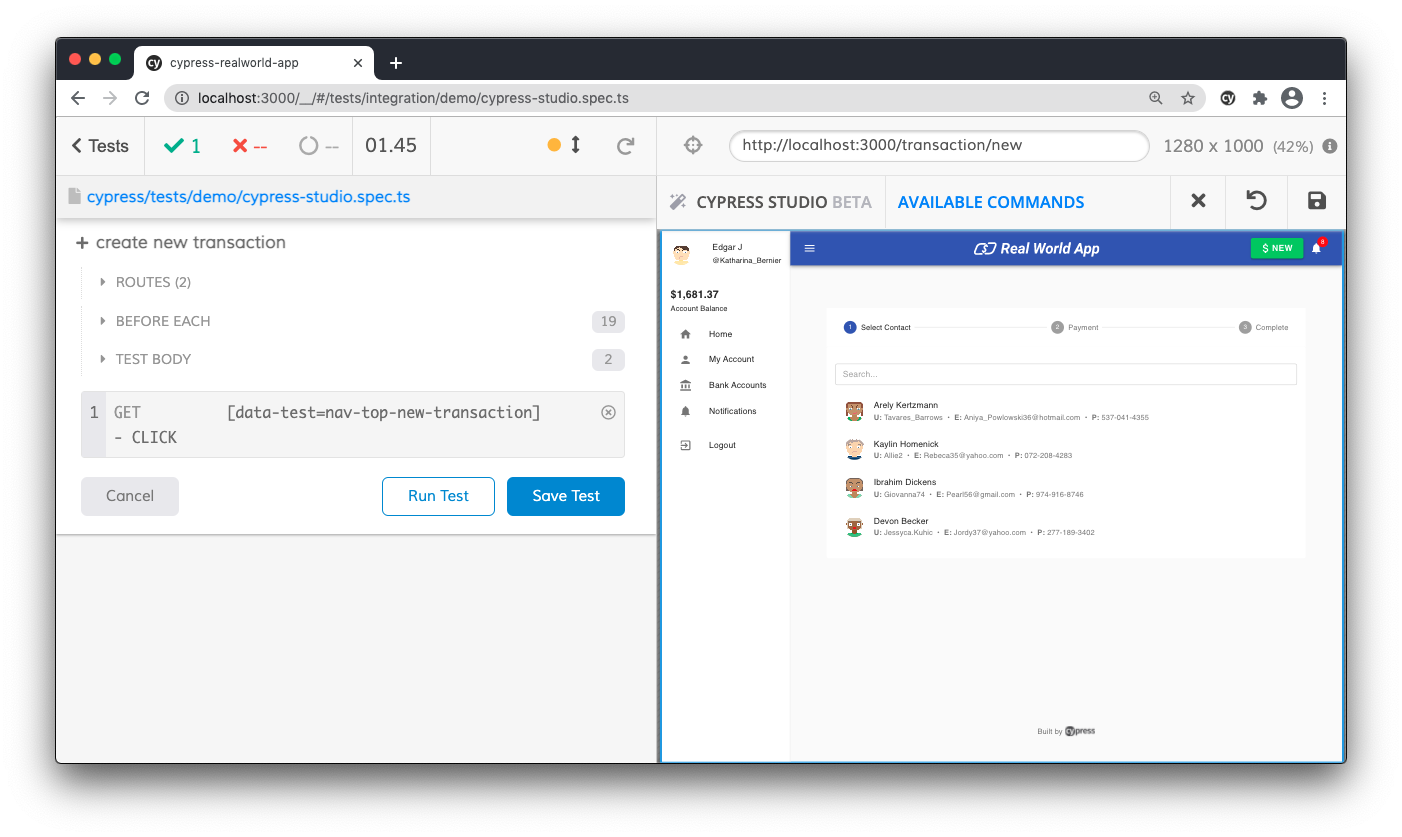 cypress-realworld-app
localhost:3000/__/#/tests/integration/demo/cypress-studio.spec.ts
Tests 1 -- -- 01.45
http://localhost:3000/transaction/new 1280 x 1000 (42%)
cypress/tests/demo/cypress-studio.spec.ts
CYPRESS STUDIO BETA AVAILABLE COMMANDS
create new transaction
ROUTES (2)
BEFORE EACH 19
TEST BODY 2
1 GET [data-test=nav-top-new-transaction]
- CLICK
Cancel Run Test Save Test
Edgar J
@Katharina_Bernier
$1,681.37
Account Balance
Home
My Account
Bank Accounts
Notifications
Logout
Real World App $ NEW 8
1 Select Contact 2 Payment 3 Complete
Search...
Arely Kertzmann
U: Tavares_Barrows • E: Aniya_Powlowski36@hotmail.com • P: 537-041-4355
Kaylin Homenick
U: Allie2 • E: Rebeca35@yahoo.com • P: 072-208-4283
Ibrahim Dickens
U: Giovanna74 • E: Pearl56@gmail.com • P: 974-916-8746
Devon Becker
U: Jessyca.Kuhic • E: Jordy37@yahoo.com • P: 277-189-3402
Built by cypress